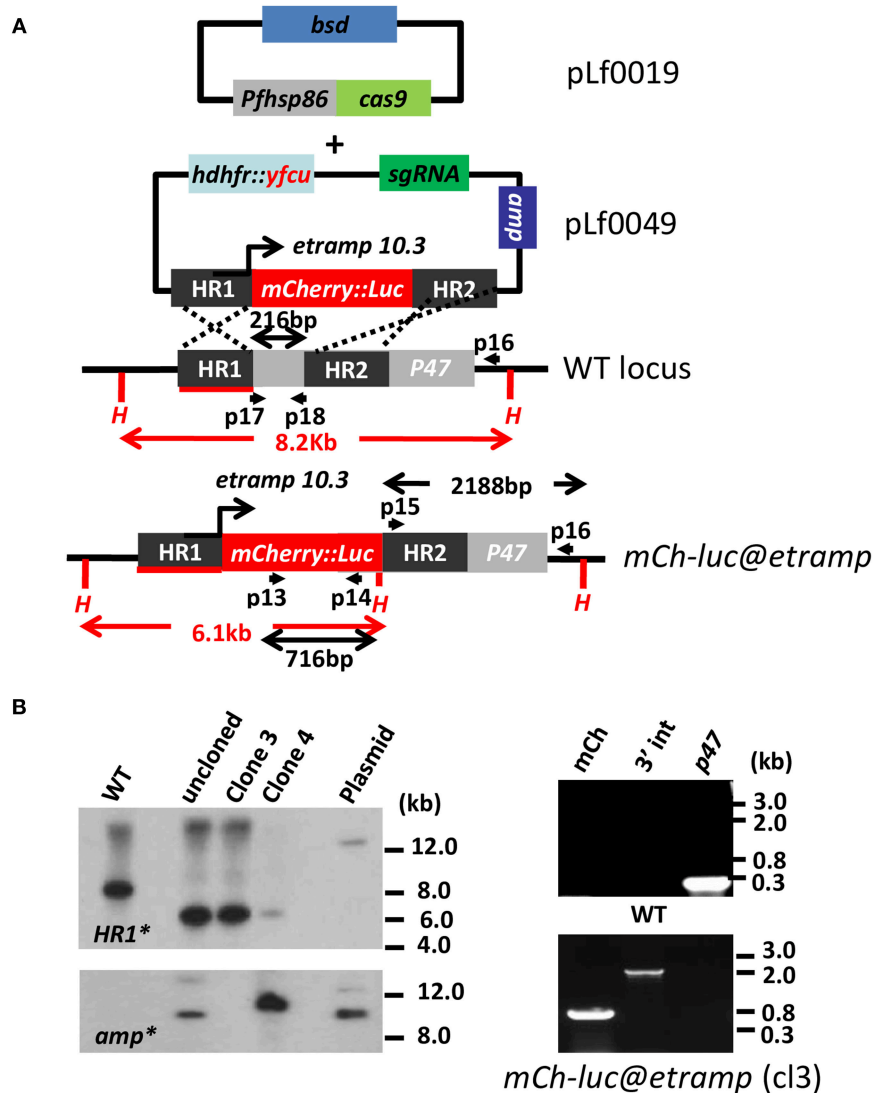 A
bsd
Pfhsp86 cas9
pLf0019
+
hdhfr::yfcu sgRNA
amp
pLf0049
etramp 10.3
HR1 mCherry::Luc HR2
216bp
p16
HR1 HR2 P47
WT locus
p17 p18
H H
8.2Kb
etramp 10.3
2188bp
p15
p16
HR1 mCherry::Luc HR2 P47
mCh-luc@etramp
p13 p14
H H H
6.1kb
716bp
B
WT uncloned Clone 3 Clone 4 Plasmid
(kb)
12.0
8.0
6.0
4.0
HR1*
12.0
8.0
amp*
mCh 3' int p47
(kb)
3.0
2.0
0.8
0.3
WT
3.0
2.0
0.8
0.3
mCh-luc@etramp (cl3)